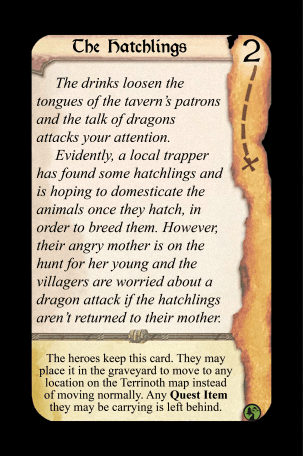 The Hatchlings
2
The drinks loosen the
tongues of the tavern's patrons
and the talk of dragons
attacks your attention.
Evidently, a local trapper
has found some hatchlings and
is hoping to domesticate the
animals once they hatch, in
order to breed them. However,
their angry mother is on the
hunt for her young and the
villagers are worried about a
dragon attack if the hatchlings
aren't returned to their mother.
The heroes keep this card. They may
place it in the graveyard to move to any
location on the Terrinoth map instead
of moving normally. Any Quest Item
they may be carrying is left behind.